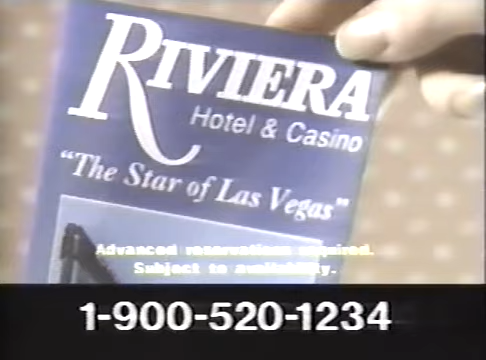 RIVIERA
Hotel & Casino
"The Star of Las Vegas"
Advanced reservations required.
Subject to availability.
1-900-520-1234